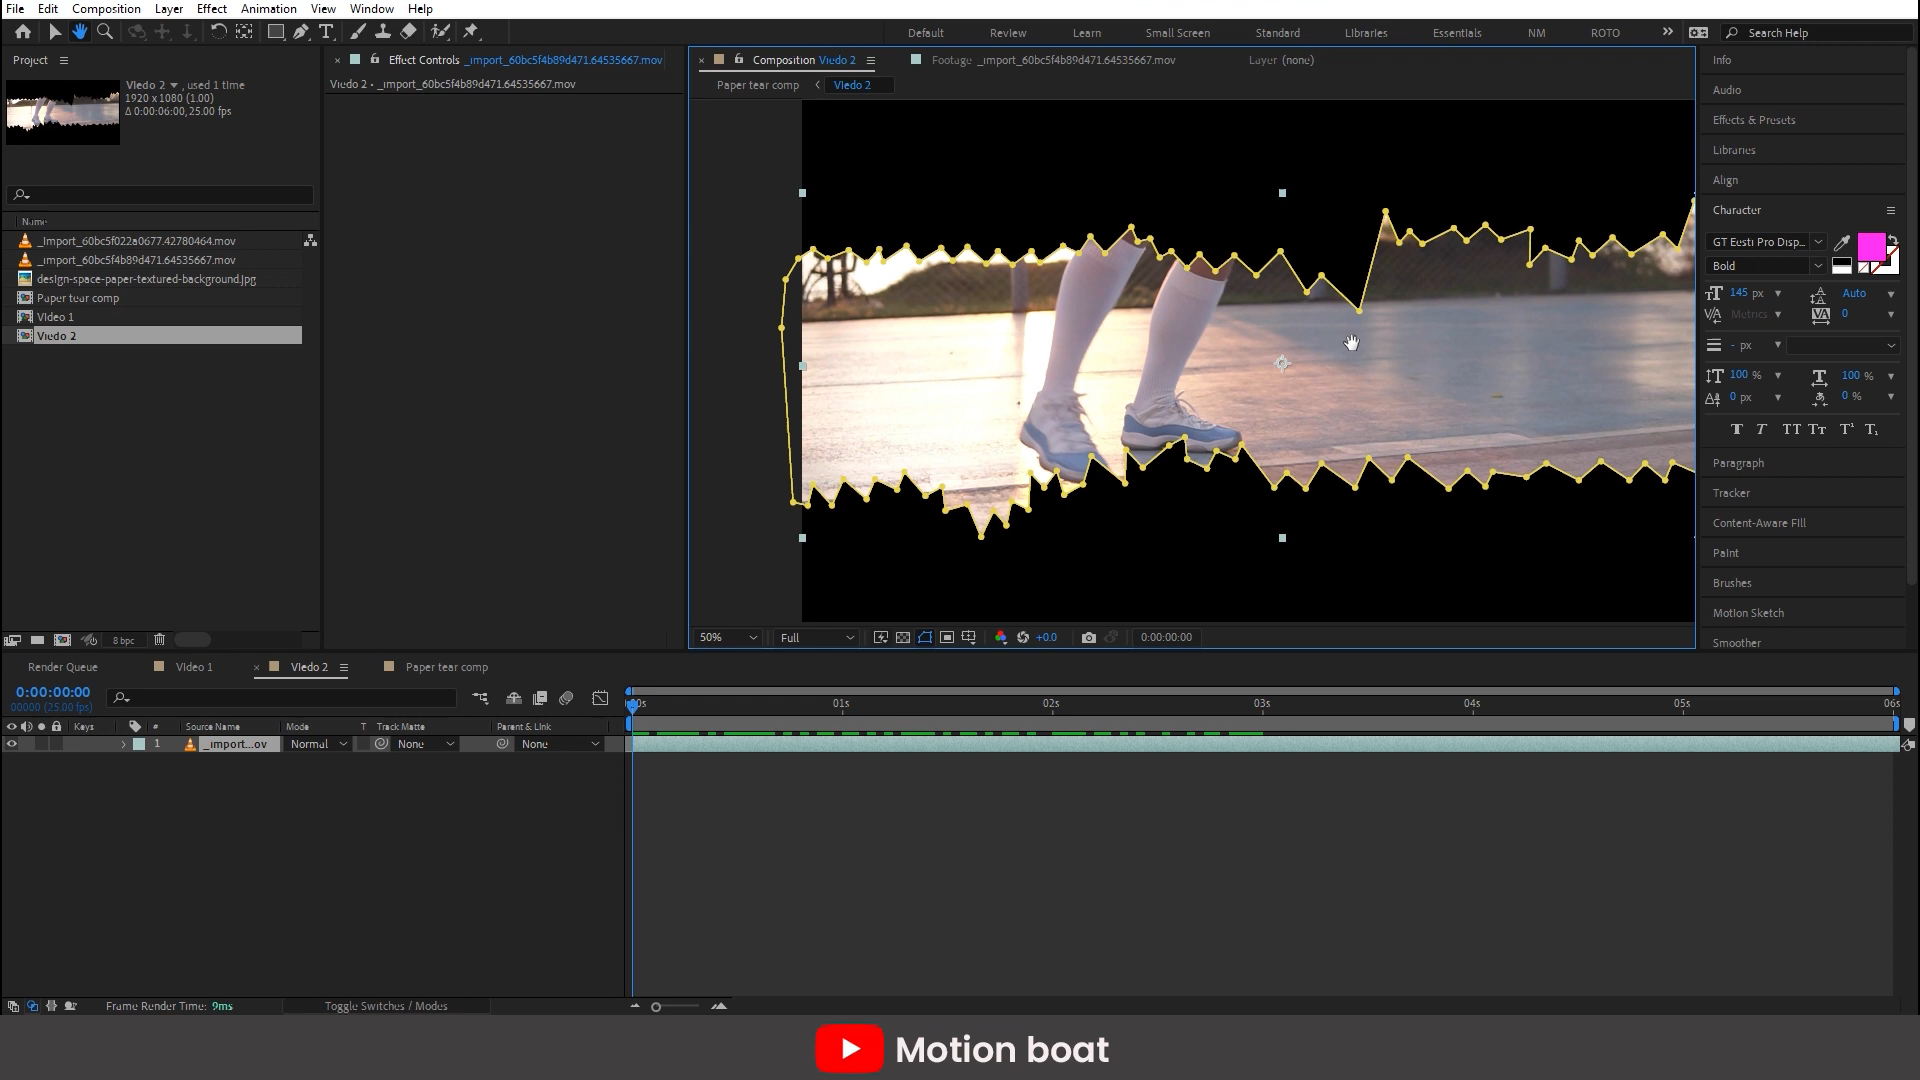 File Edit Composition Layer Effect Animation View Window Help
Default Review Learn Small Screen Standard Libraries Essentials NM ROTO Search Help
Project
Viedo 2 , used 1 time
1920 x 1080 (1.00)
Δ 0:00:06:00, 25.00 fps
Name
_import_60bc5f022a0677.42780464.mov
_import_60bc5f4b89d471.64535667.mov
design-space-paper-textured-background.jpg
Paper tear comp
Video 1
Viedo 2
8 bpc
Effect Controls _import_60bc5f4b89d471.64535667.mov
Viedo 2 • _import_60bc5f4b89d471.64535667.mov
Composition Viedo 2
Footage _import_60bc5f4b89d471.64535667.mov
Layer (none)
Paper tear comp Viedo 2
50% Full +0.0 0:00:00:00
Info
Audio
Effects & Presets
Libraries
Align
Character
GT Eesti Pro Disp...
Bold
145 px Auto
Metrics 0
- px
100 % 100 %
0 px 0 %
T T TT Tт T¹ T₁
Paragraph
Tracker
Content-Aware Fill
Paint
Brushes
Motion Sketch
Smoother
Render Queue Video 1 Viedo 2 Paper tear comp
0:00:00:00
00000 (25.00 fps)
00s 01s 02s 03s 04s 05s 06s
Keys # Source Name Mode T Track Matte Parent & Link
1 _import...ov Normal None None
Frame Render Time: 9ms Toggle Switches / Modes
Motion boat